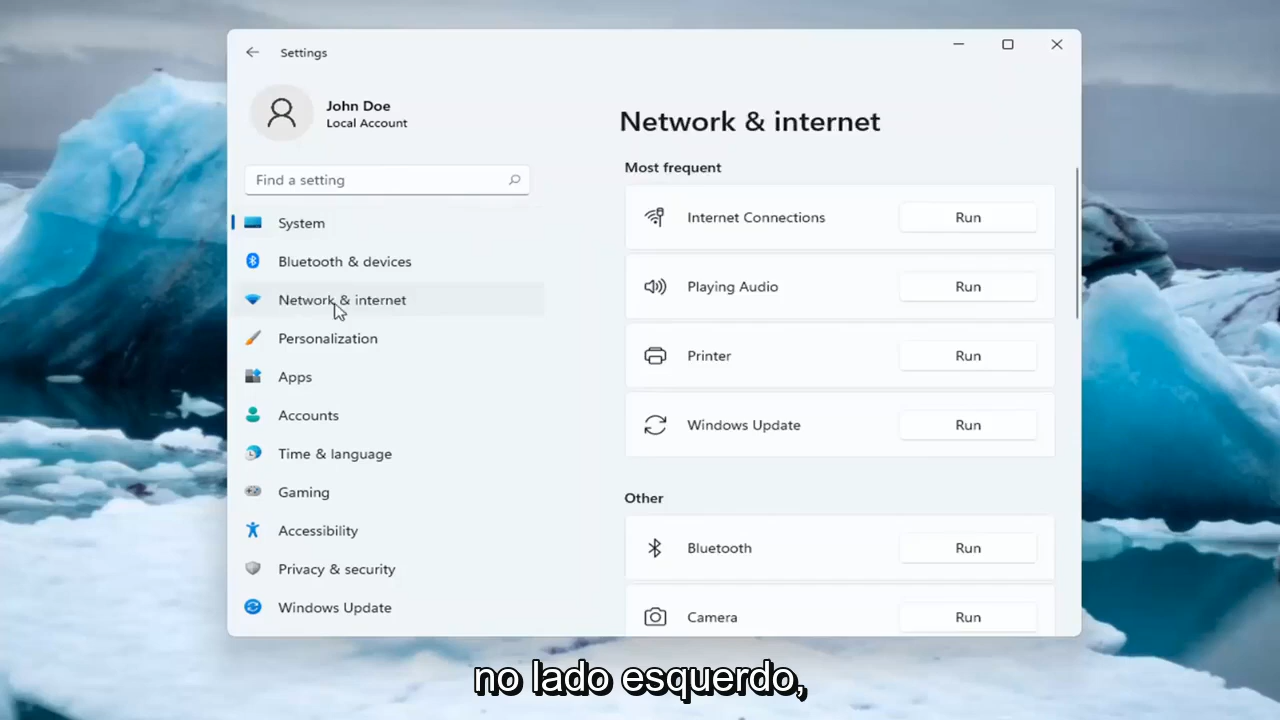 Settings
John Doe
Local Account
Find a setting
System
Bluetooth & devices
Network & internet
Personalization
Apps
Accounts
Time & language
Gaming
Accessibility
Privacy & security
Windows Update
Network & internet
Most frequent
Internet Connections Run
Playing Audio Run
Printer Run
Windows Update Run
Other
Bluetooth Run
Camera Run
no lado esquerdo,